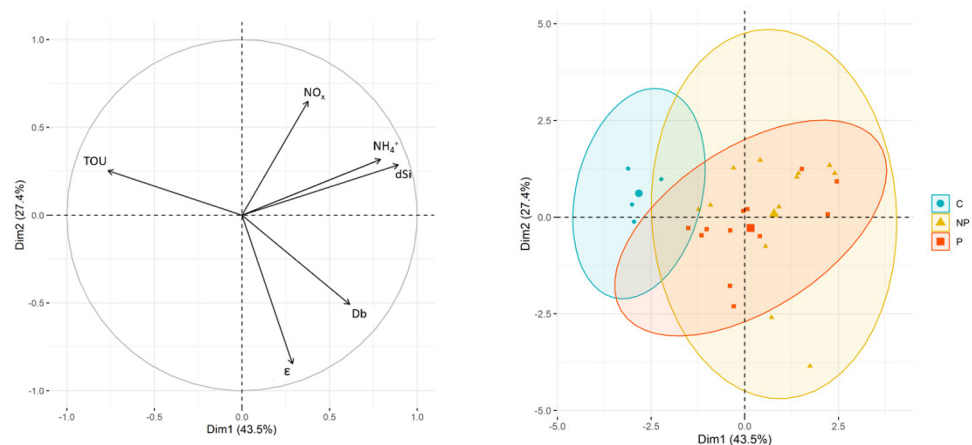 1.0
0.5
0.0
-0.5
-1.0
Dim2 (27.4%)
-1.0 -0.5 0.0 0.5 1.0
Dim1 (43.5%)
TOU
NOₓ
NH₄⁺
dSi
Db
ε
5.0
2.5
0.0
-2.5
-5.0
Dim2 (27.4%)
-5.0 -2.5 0.0 2.5
Dim1 (43.5%)
C
NP
P